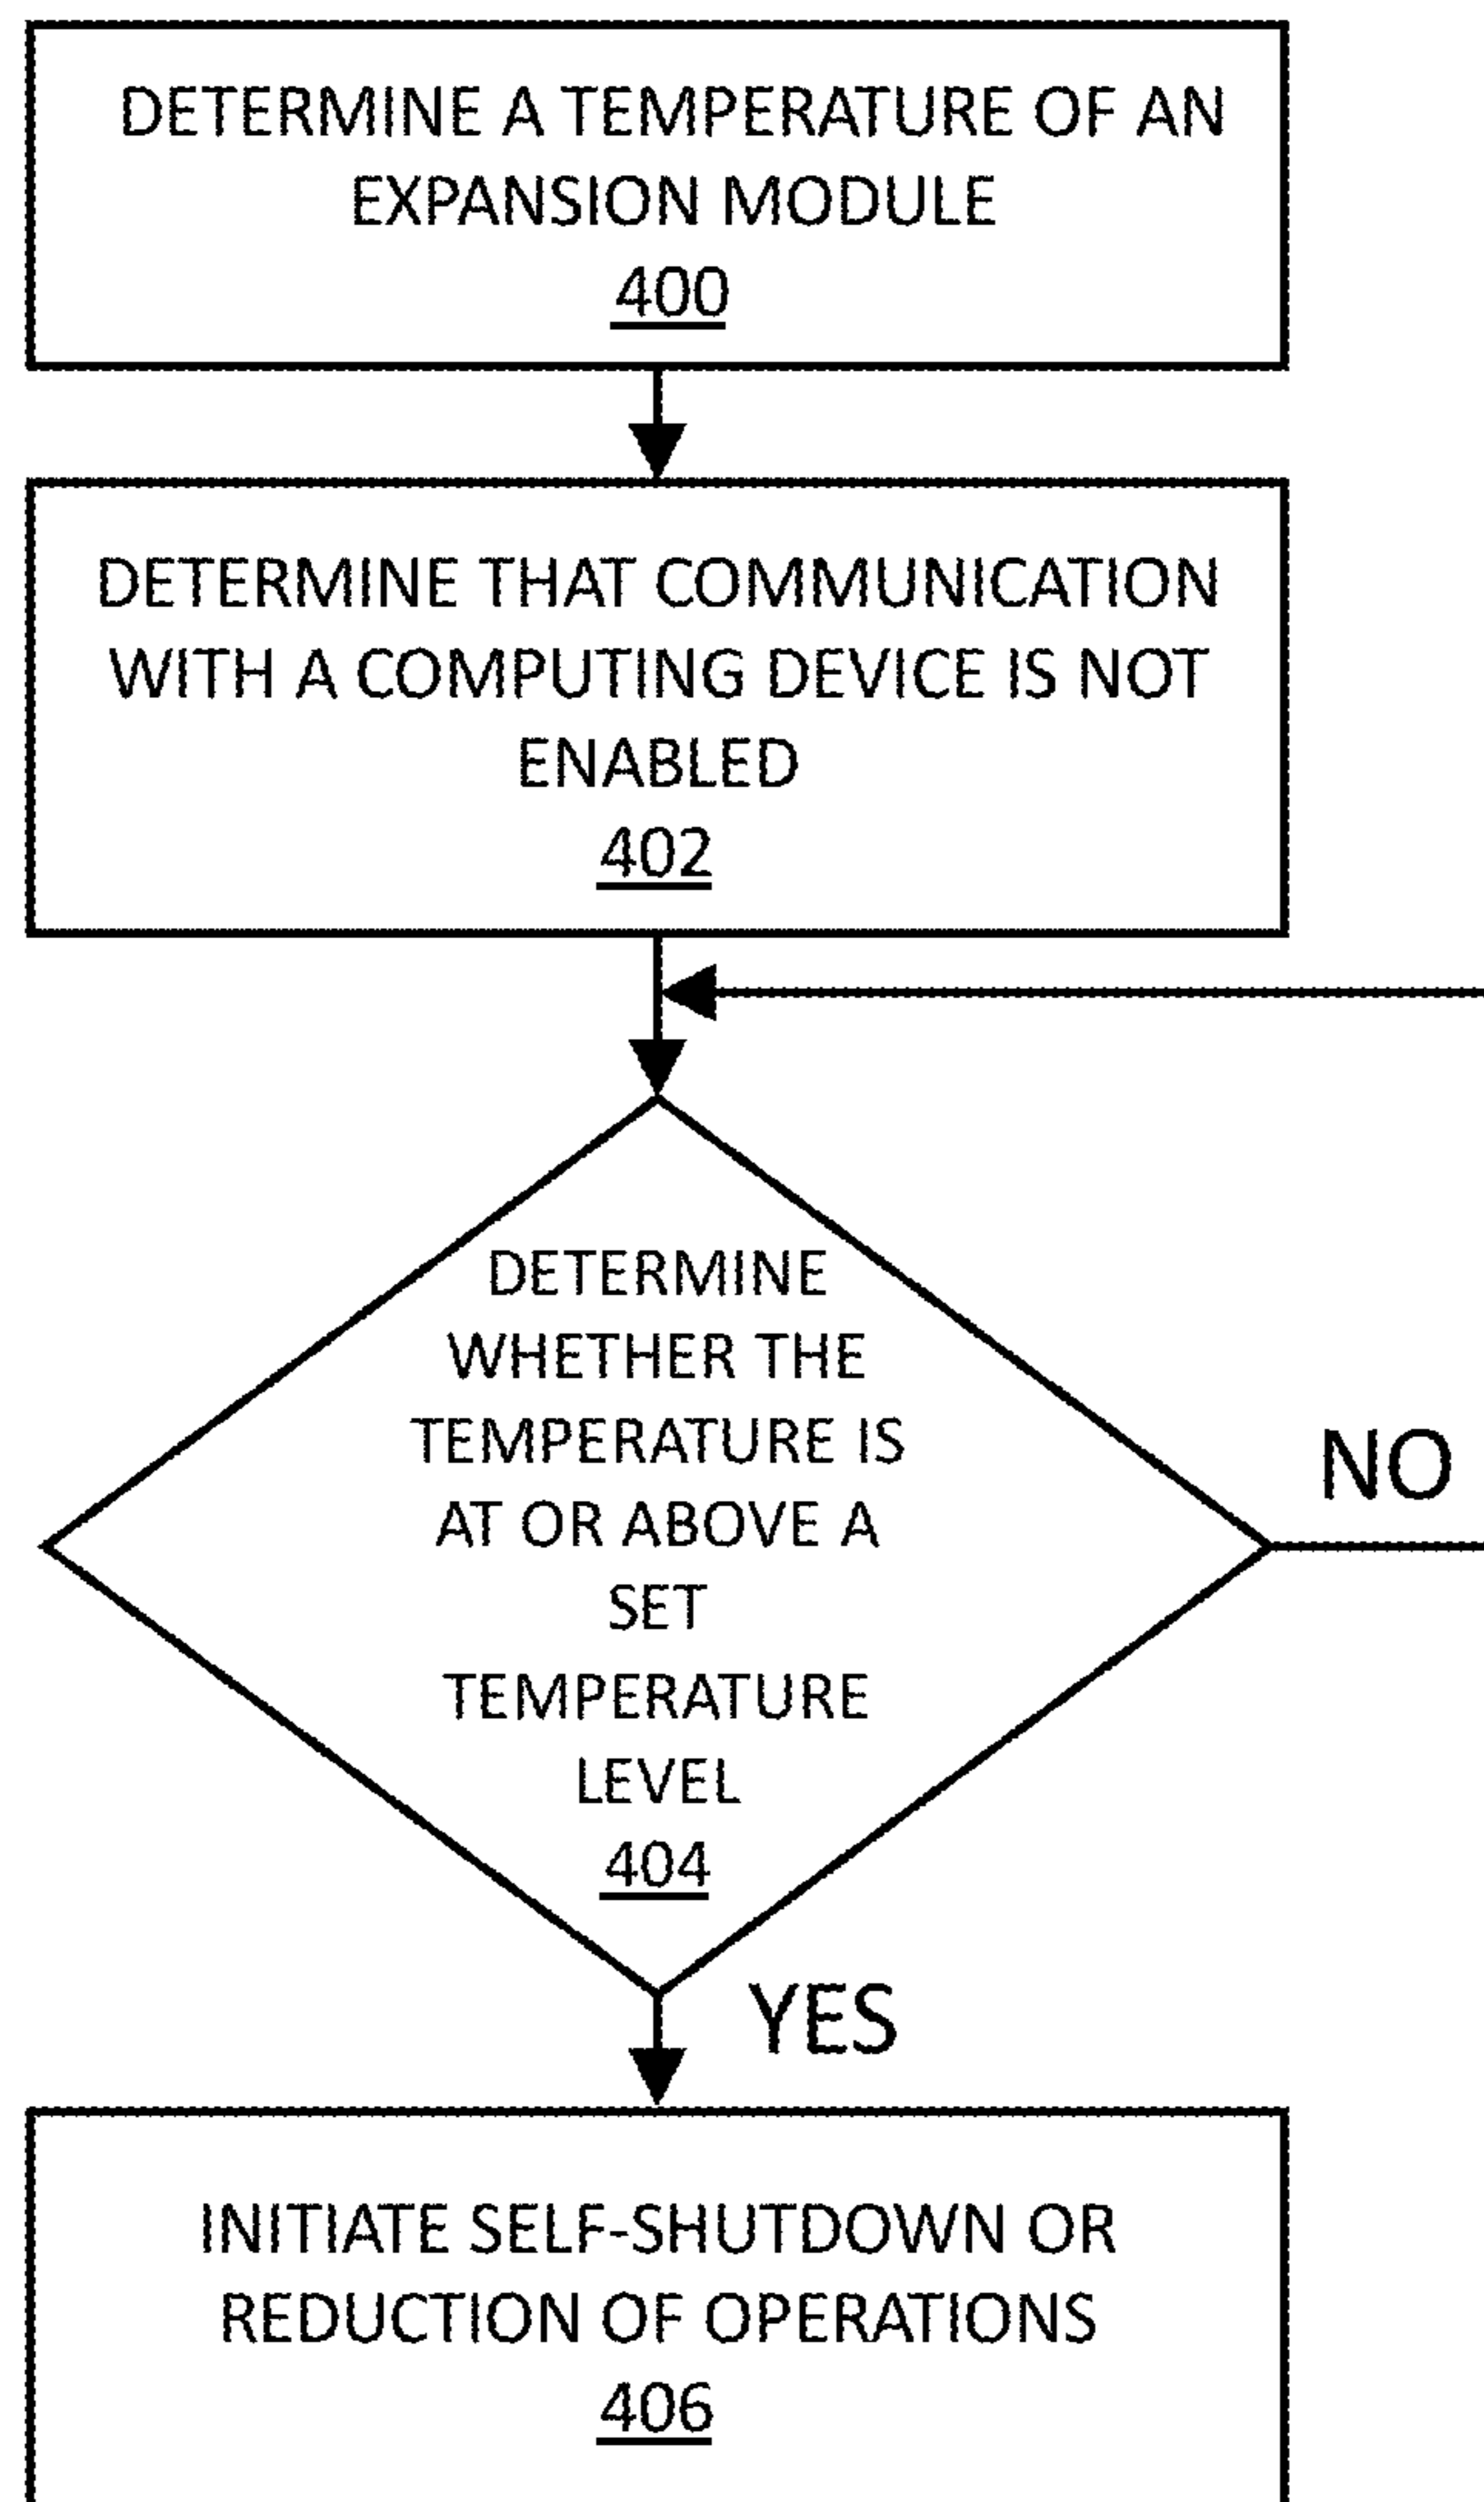 DETERMINE A TEMPERATURE OF AN
EXPANSION MODULE
400
DETERMINE THAT COMMUNICATION
WITH A COMPUTING DEVICE IS NOT
ENABLED
402
DETERMINE
WHETHER THE
TEMPERATURE IS
AT OR ABOVE A
SET
TEMPERATURE
LEVEL
404
NO
YES
INITIATE SELF-SHUTDOWN OR
REDUCTION OF OPERATIONS
406